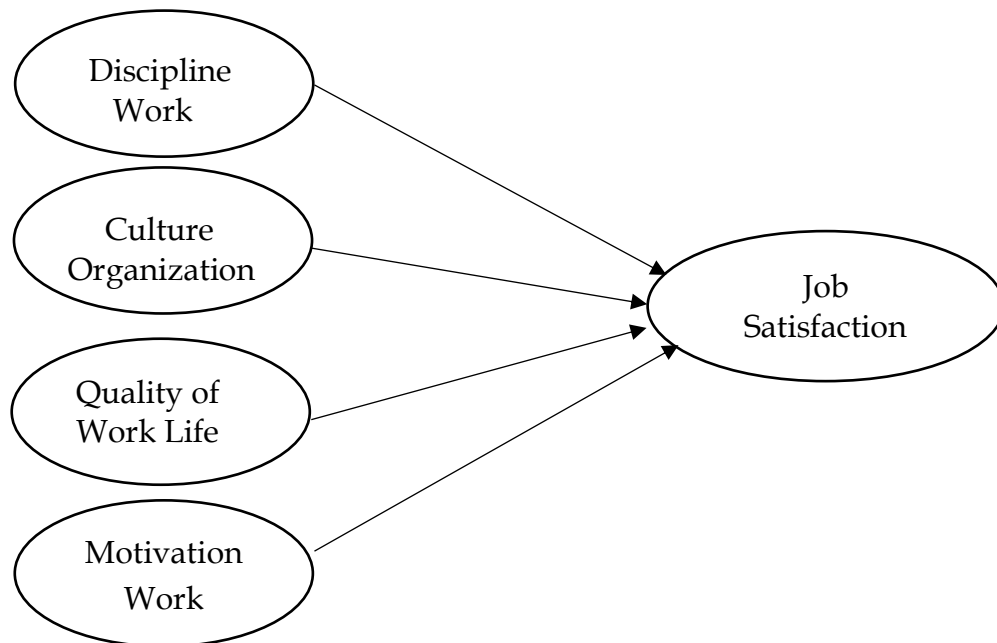 Discipline
Work
Culture
Organization
Quality of
Work Life
Motivation
Work
Job
Satisfaction